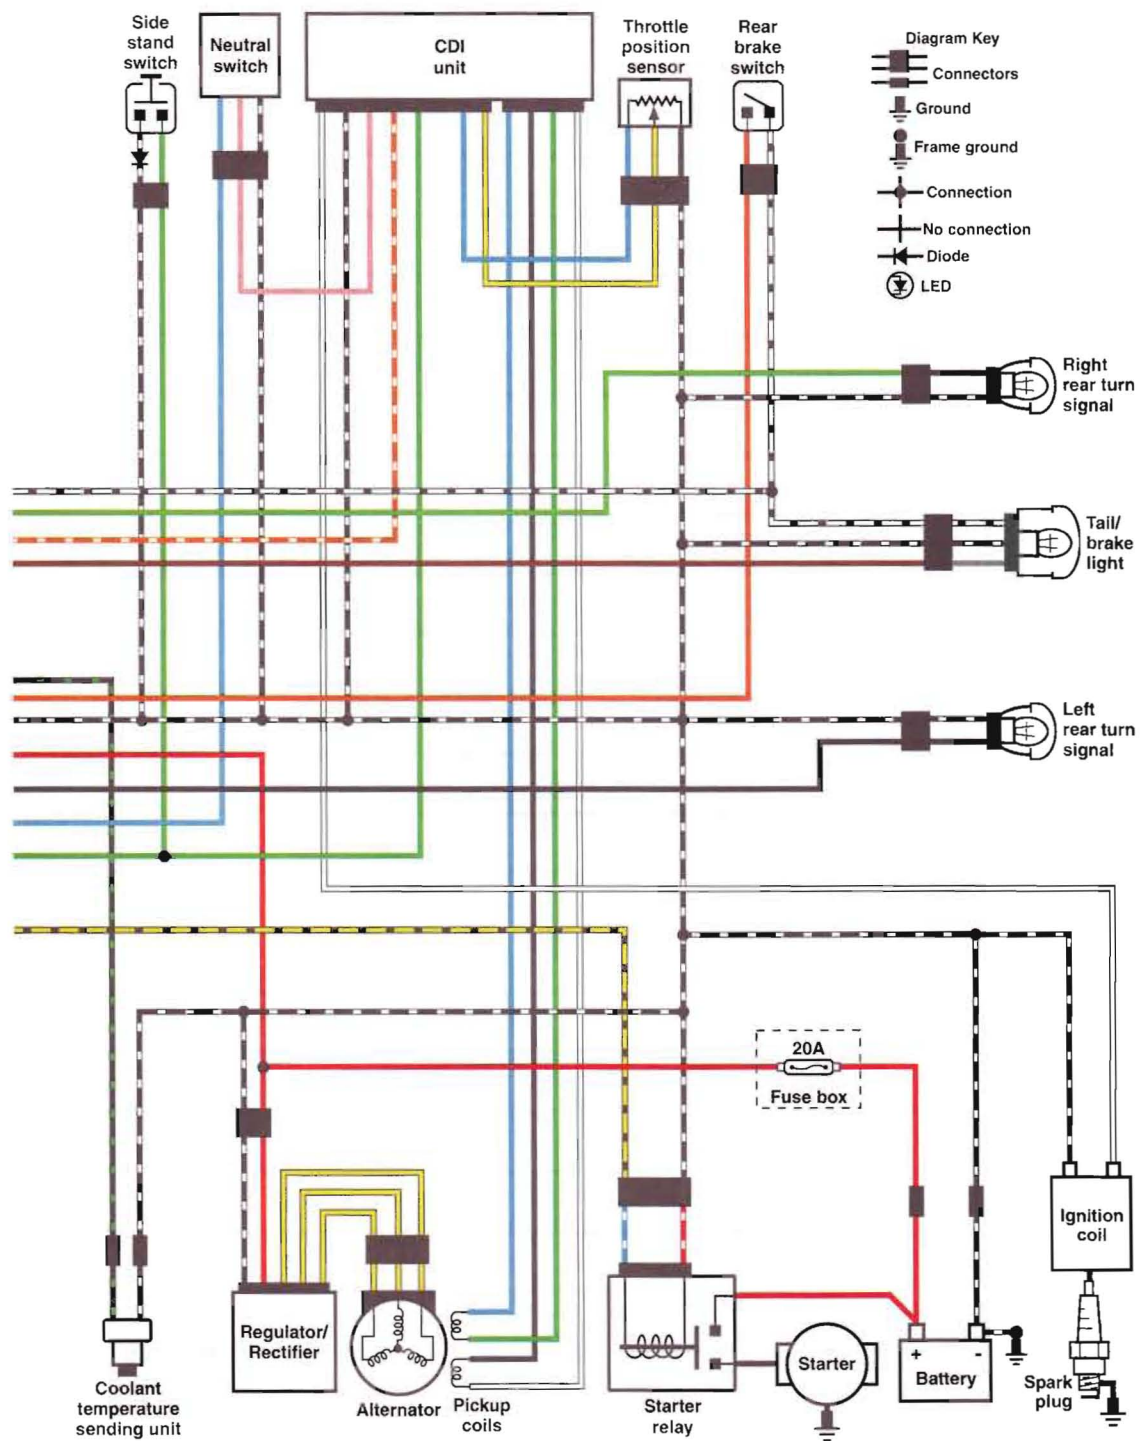 Side
stand
switch
Neutral
switch
CDI
unit
Throttle
position
sensor
Rear
brake
switch
Diagram Key
Connectors
Ground
Frame ground
Connection
No connection
Diode
LED
Right
rear turn
signal
Tail/
brake
light
Left
rear turn
signal
20A
Fuse box
Ignition
coil
Regulator/
Rectifier
Starter
+ -
Battery
Spark
plug
Coolant
temperature
sending unit
Alternator
Pickup
coils
Starter
relay